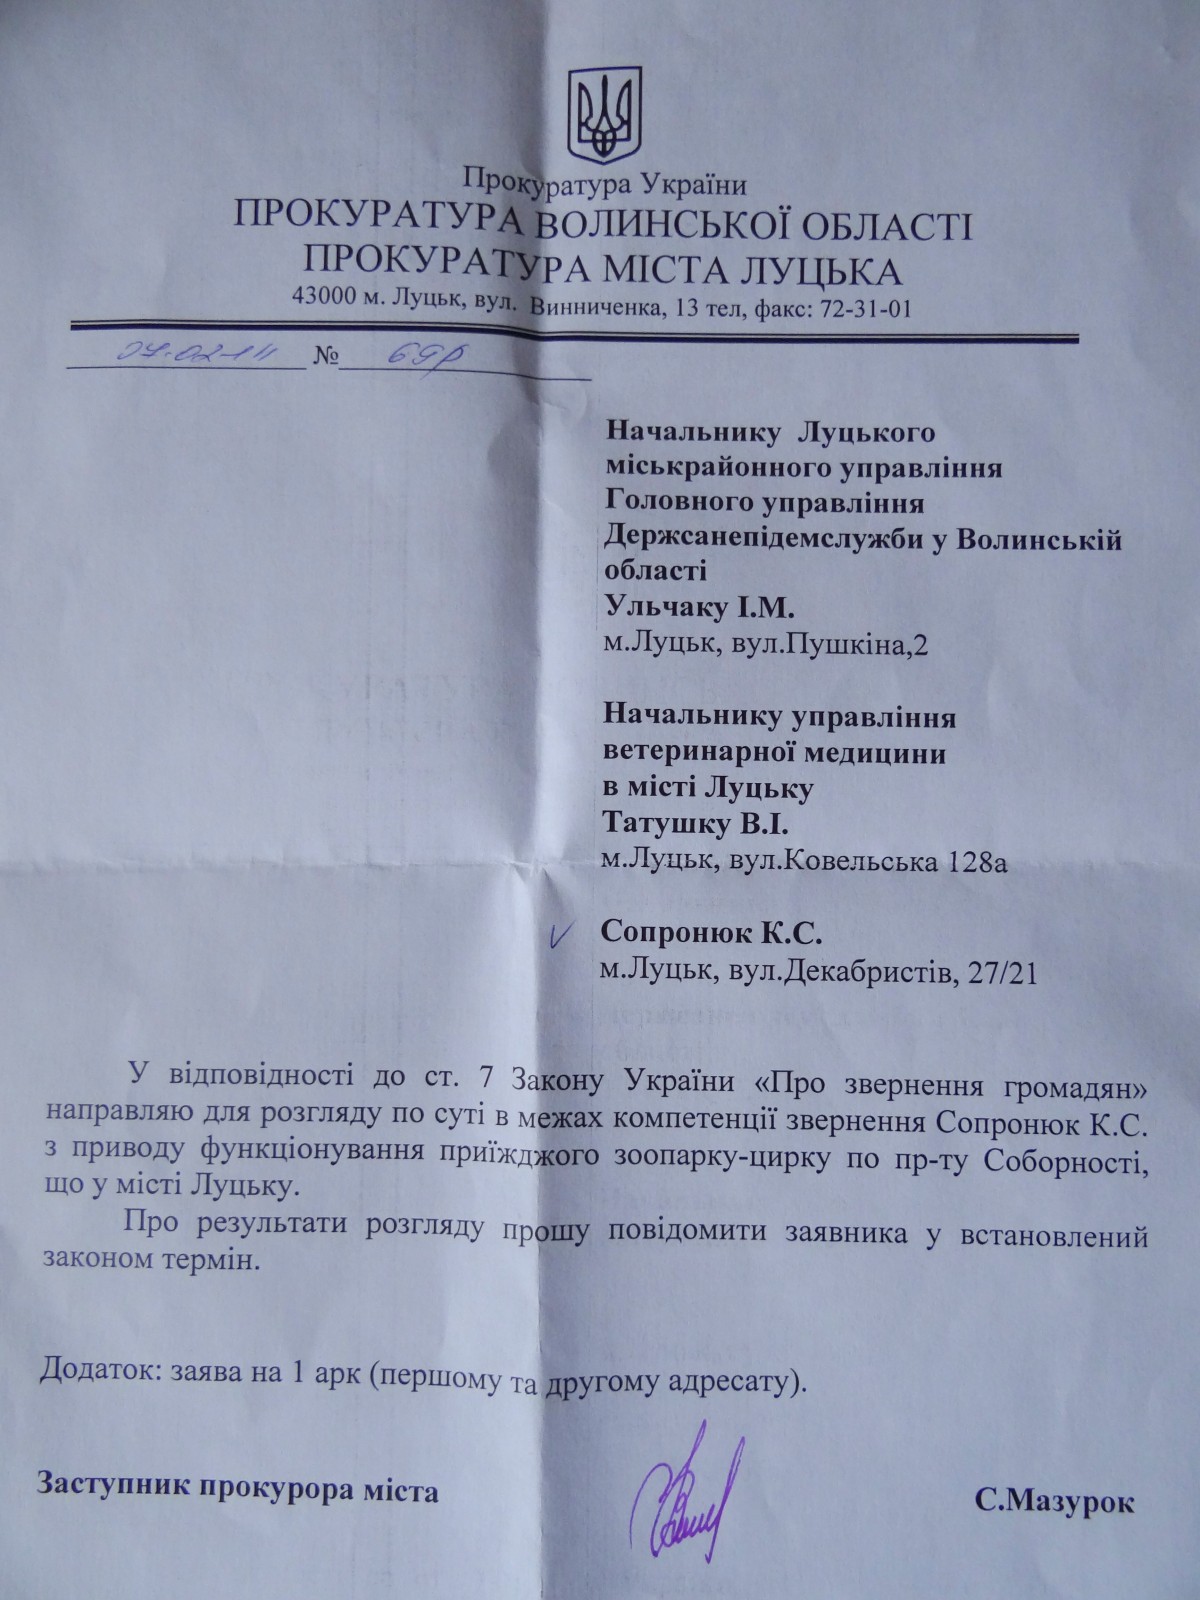 Прокуратура України
ПРОКУРАТУРА ВОЛИНСЬКОЇ ОБЛАСТІ
ПРОКУРАТУРА МІСТА ЛУЦЬКА
43000 м. Луцьк, вул. Винниченка, 13 тел, факс: 72-31-01
№
Начальнику Луцького
міськрайонного управління
Головного управління
Держсанепідемслужби у Волинській
області
Ульчаку І.М.
м.Луцьк, вул.Пушкіна,2
Начальнику управління
ветеринарної медицини
в місті Луцьку
Татушку В.І.
м.Луцьк, вул.Ковельська 128а
Сопронюк К.С.
м.Луцьк, вул.Декабристів, 27/21
У відповідності до ст. 7 Закону України «Про звернення громадян»
направляю для розгляду по суті в межах компетенції звернення Сопронюк К.С.
з приводу функціонування приїжджого зоопарку-цирку по пр-ту Соборності,
що у місті Луцьку.
Про результати розгляду прошу повідомити заявника у встановлений
законом термін.
Додаток: заява на 1 арк (першому та другому адресату).
Заступник прокурора міста
С.Мазурок